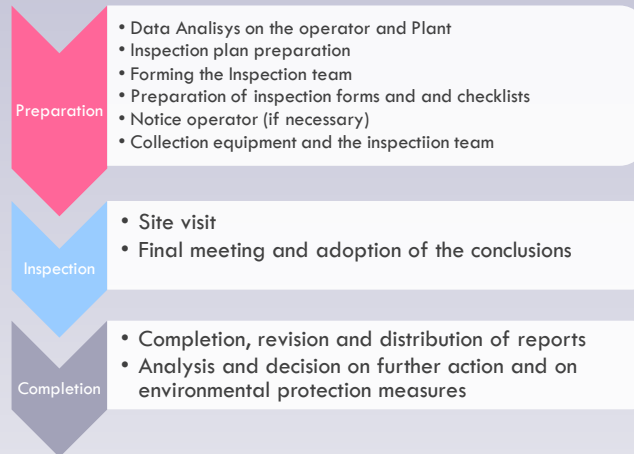 Preparation
• Data Analisys on the operator and Plant
• Inspection plan preparation
• Forming the Inspection team
• Preparation of inspection forms and and checklists
• Notice operator (if necessary)
• Collection equipment and the inspectiion team
Inspection
• Site visit
• Final meeting and adoption of the conclusions
Completion
• Completion, revision and distribution of reports
• Analysis and decision on further action and on
environmental protection measures